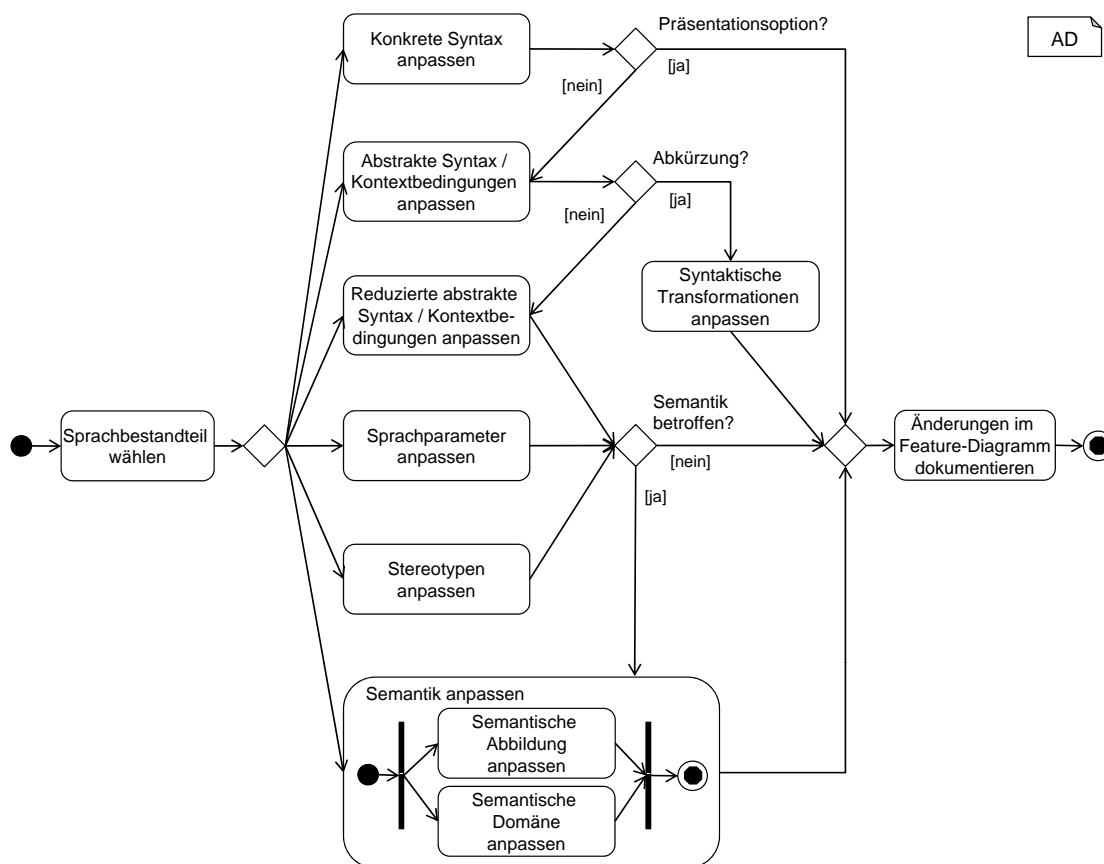 Präsentationsoption?
AD
Konkrete Syntax
anpassen
[ja]
[nein]
Abkürzung?
Abstrakte Syntax /
Kontextbedingungen
anpassen
[ja]
[nein]
Syntaktische
Transformationen
anpassen
Reduzierte abstrakte
Syntax / Kontextbe-
dingungen anpassen
Semantik
betroffen?
Sprachbestandteil
wählen
Sprachparameter
anpassen
[nein]
Änderungen im
Feature-Diagramm
dokumentieren
[ja]
Stereotypen
anpassen
Semantik anpassen
Semantische
Abbildung
anpassen
Semantische
Domäne
anpassen